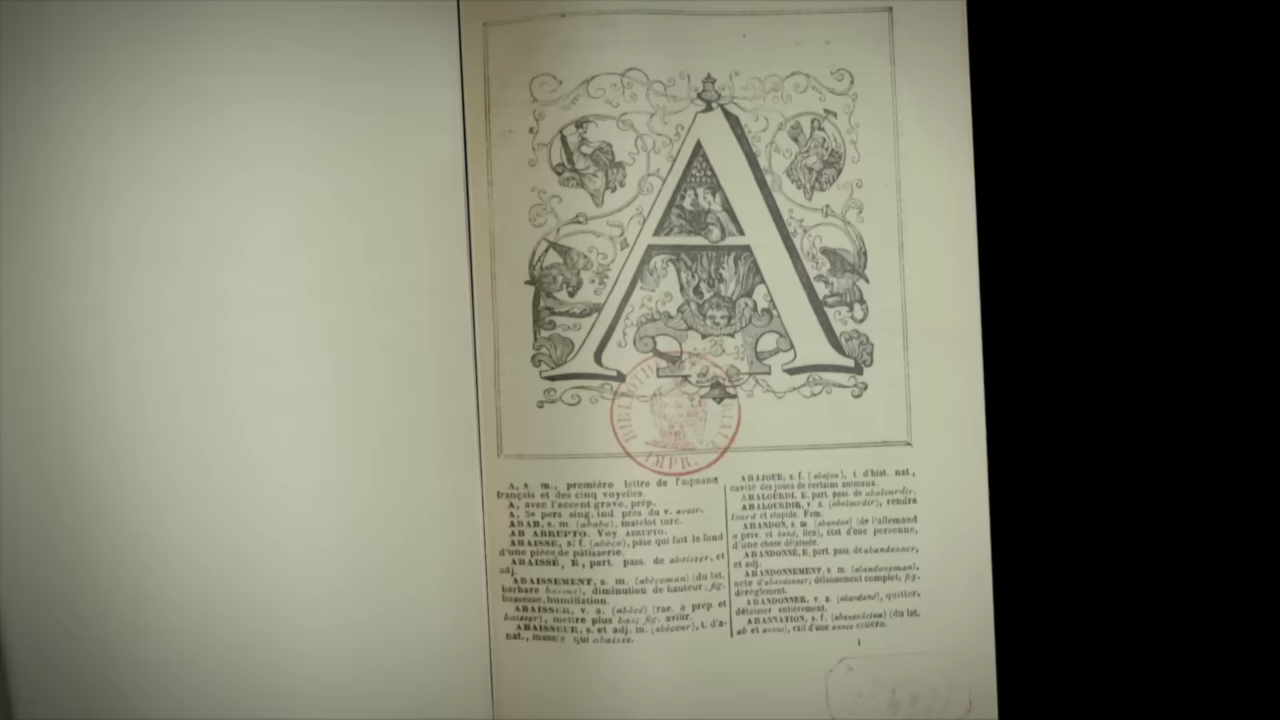 A
BIBLIOTH
IMPR.
A, s. m., première lettre de l'alphabet
français et des cinq voyelles.
A, avec l'accent grave, prép.
A, 3e pers sing. ind. prés du v. avoir.
ABAB, s. m. (ababe), matelot turc.
AB ABRUPTO. Voy. ABRUPTO.
ABAISSE, s. f. (abèce), pâte qui fait le fond
d'une pièce de pâtisserie.
ABAISSÉ, E, part. pass. de abaisser, et
adj.
ABAISSEMENT, s. m. (abèceman) (du lat.
barbare bassus), diminution de hauteur; fig.
bassesse, humiliation.
ABAISSER, v. a. (abècé) (rac. à prép. et
baisser), mettre plus bas; fig. avilir.
ABAISSEUR, s. et adj. m. (abèceur), t. d'a-
nat., muscle qui abaisse.
ABAJOUE, s. f. (abajou), t. d'hist. nat.,
cavité des joues de certains animaux.
ABALOURDI, E, part. pass. de abalourdir.
ABALOURDIR, v. a. (abalourdir), rendre
lourd et stupide. Fam.
ABANDON, s. m (abandon) (de l'allemand
a priv. et band, lien), état d'une personne,
d'une chose délaissée.
ABANDONNÉ, E, part. pass. de abandonner,
et adj.
ABANDONNEMENT, s. m. (abandoneman),
acte d'abandonner; délaissement complet; fig.
dérèglement.
ABANDONNER, v. a. (abandoné), quitter,
délaisser entièrement.
ABANNATION, s. f. (abannàcion) (du lat.
ab et annus), exil d'une année entière.
1